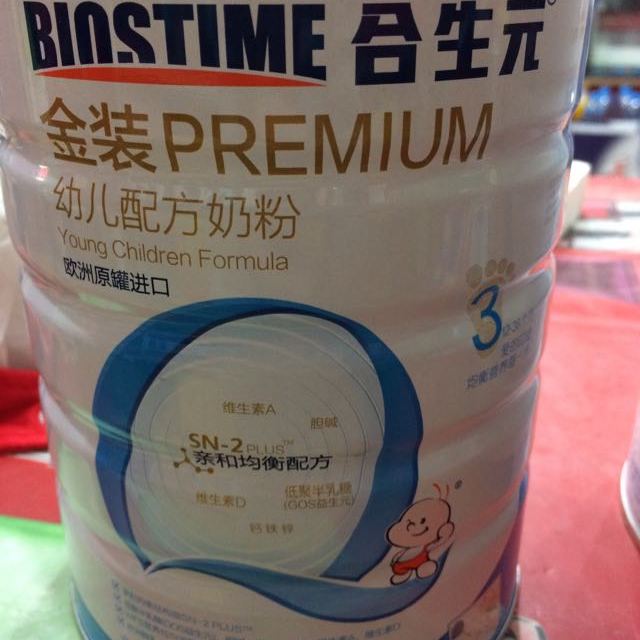 BIOSTIME 合生元
金装PREMIUM
幼儿配方奶粉
Young Children Formula
欧洲原罐进口
3
维生素A
胆碱
SN-2 PLUS™
亲和均衡配方
维生素D
低聚半乳糖
(GOS益生元)
钙 铁 锌